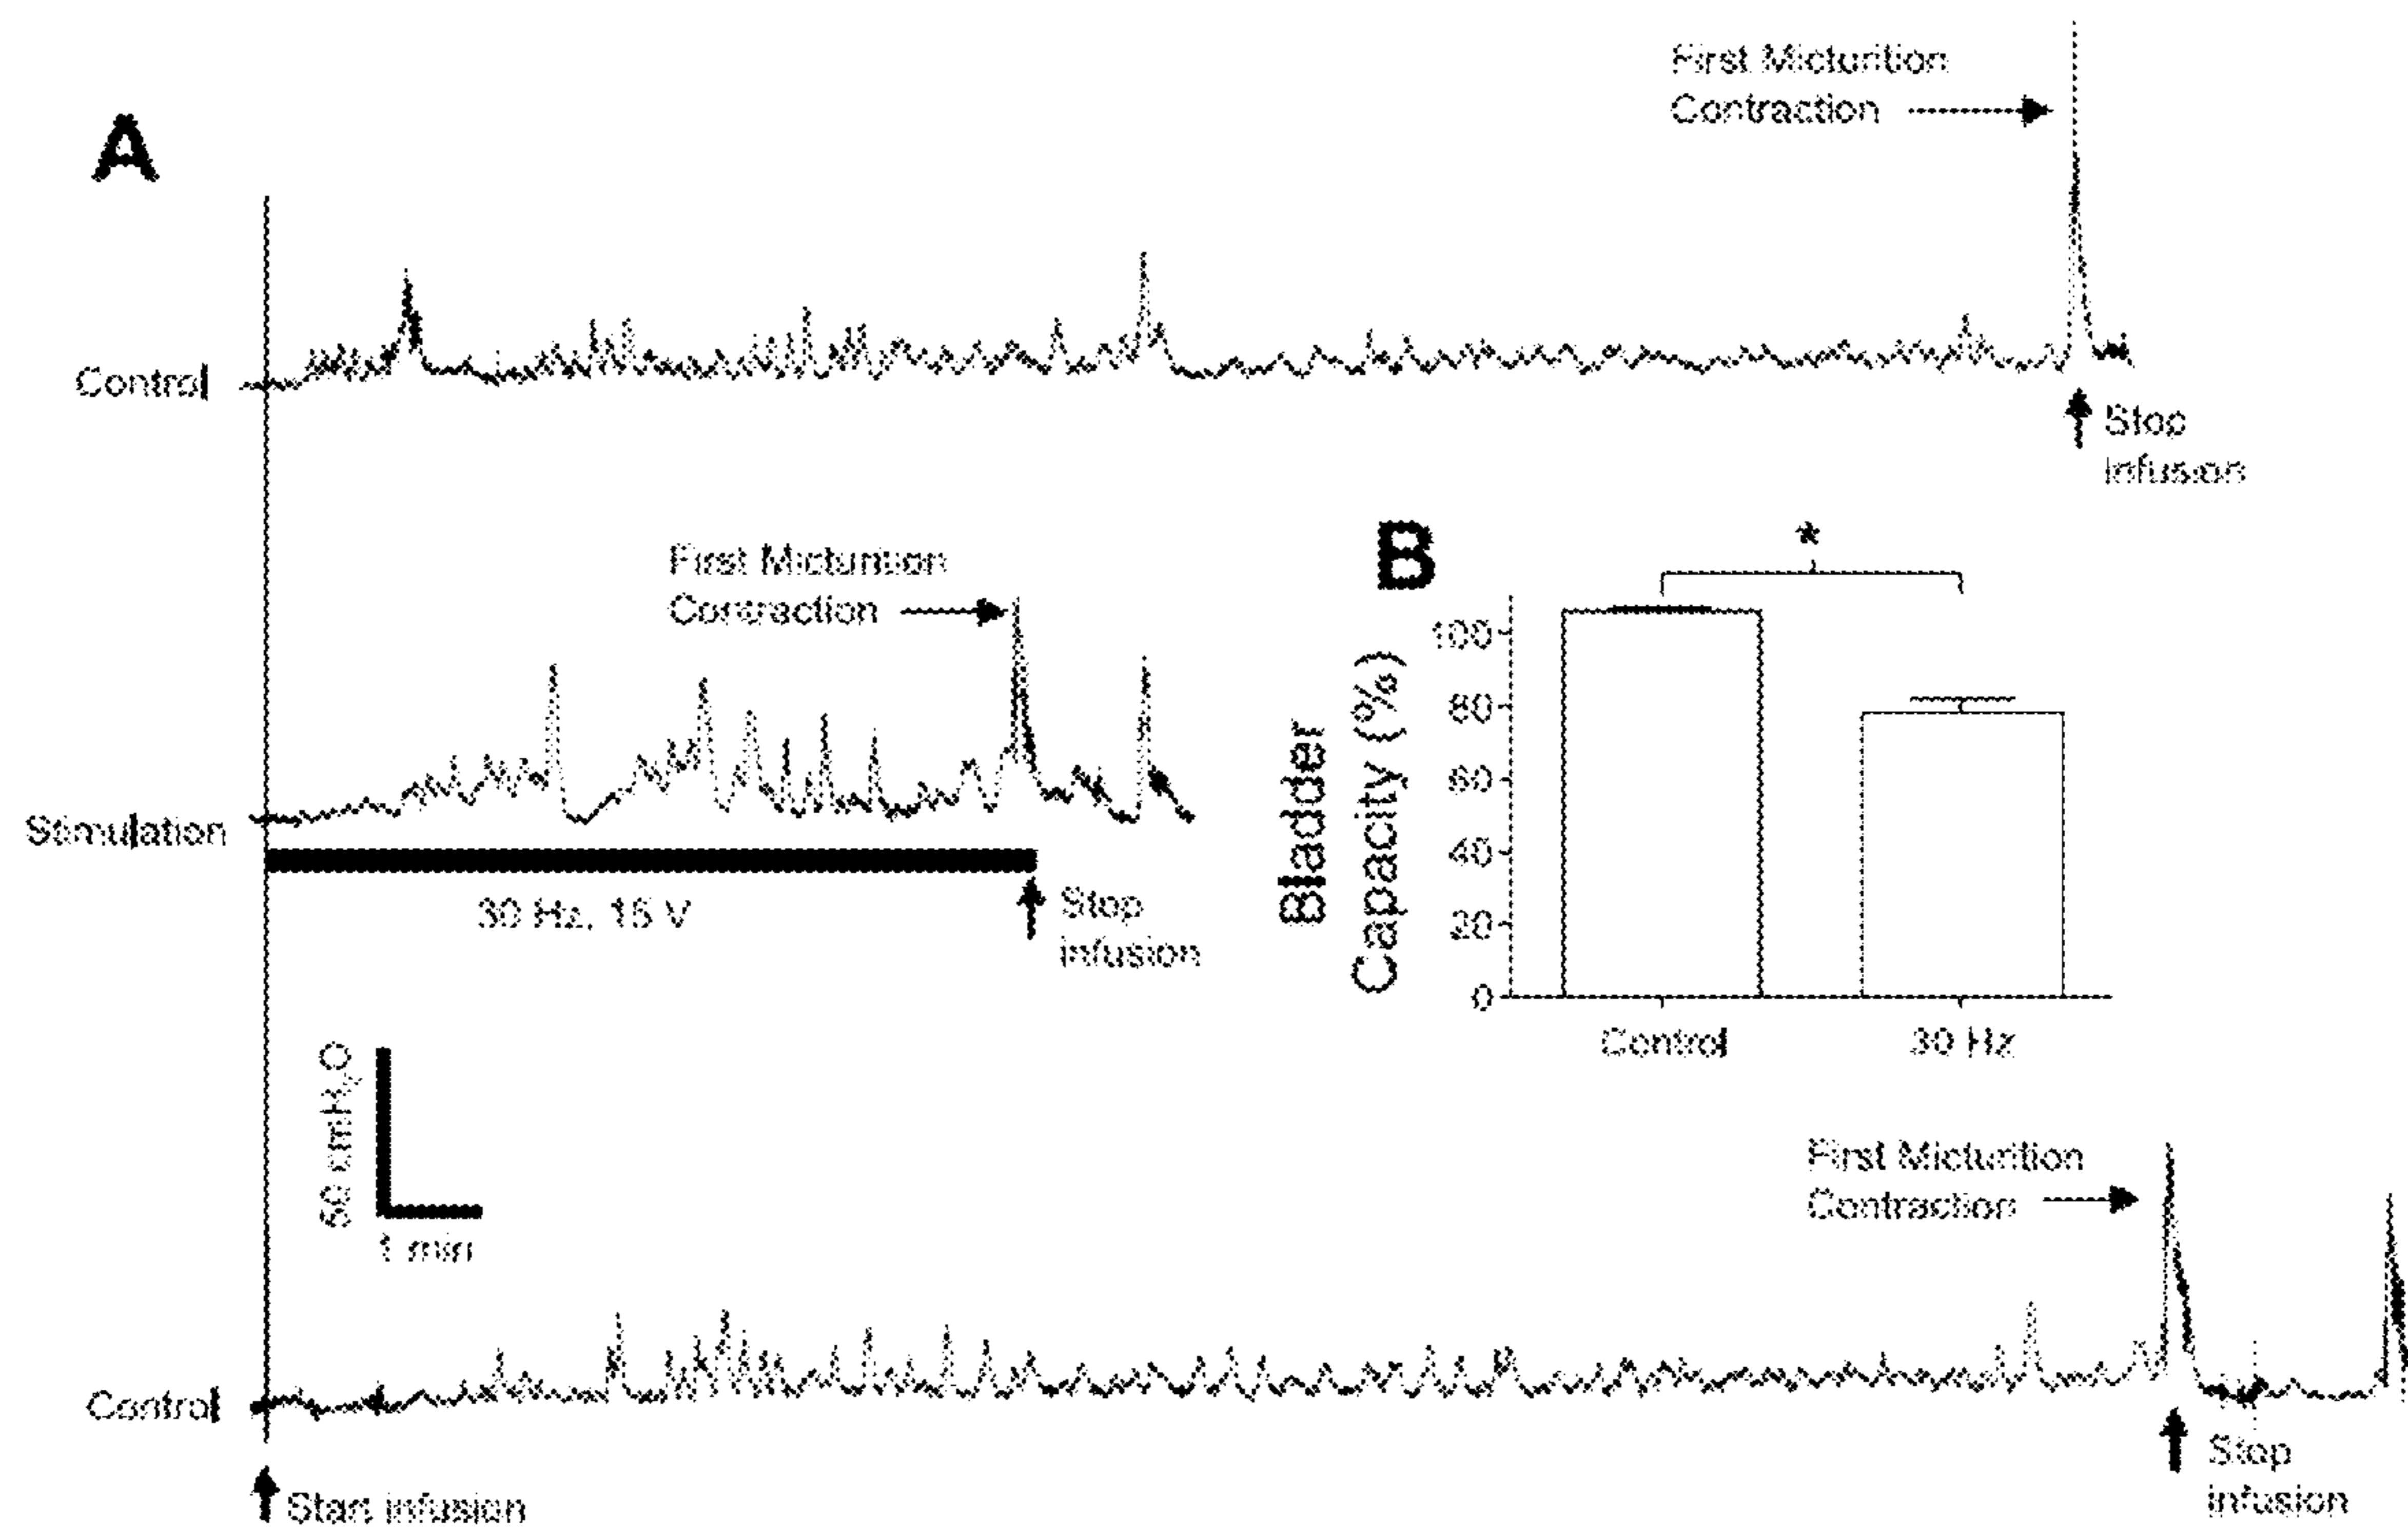 A
First Micturition
Contraction
Control
Stop
infusion
First Micturition
Contraction
Stimulation
30 Hz, 15 V
Stop
infusion
B
*
Bladder
Capacity (%)
100
80
60
40
20
0
Control
30 Hz
50 cmH2O
1 min
First Micturition
Contraction
Control
Stop
infusion
Start infusion